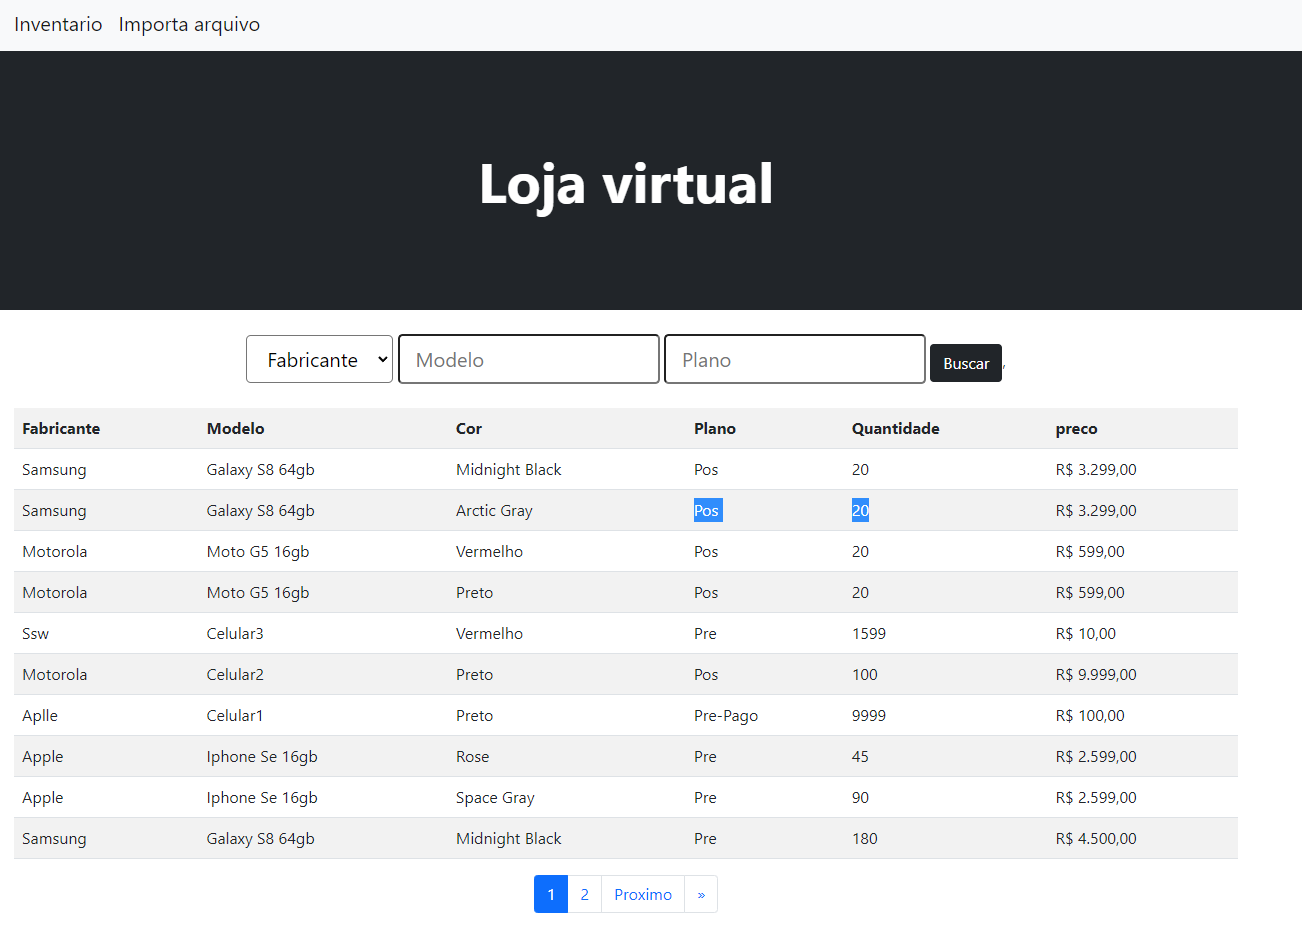 Inventario Importa arquivo
Loja virtual
Fabricante Modelo Plano Buscar ,
Fabricante Modelo Cor Plano Quantidade preco
Samsung Galaxy S8 64gb Midnight Black Pos 20 R$ 3.299,00
Samsung Galaxy S8 64gb Arctic Gray Pos 20 R$ 3.299,00
Motorola Moto G5 16gb Vermelho Pos 20 R$ 599,00
Motorola Moto G5 16gb Preto Pos 20 R$ 599,00
Ssw Celular3 Vermelho Pre 1599 R$ 10,00
Motorola Celular2 Preto Pos 100 R$ 9.999,00
Aplle Celular1 Preto Pre-Pago 9999 R$ 100,00
Apple Iphone Se 16gb Rose Pre 45 R$ 2.599,00
Apple Iphone Se 16gb Space Gray Pre 90 R$ 2.599,00
Samsung Galaxy S8 64gb Midnight Black Pre 180 R$ 4.500,00
1 2 Proximo »